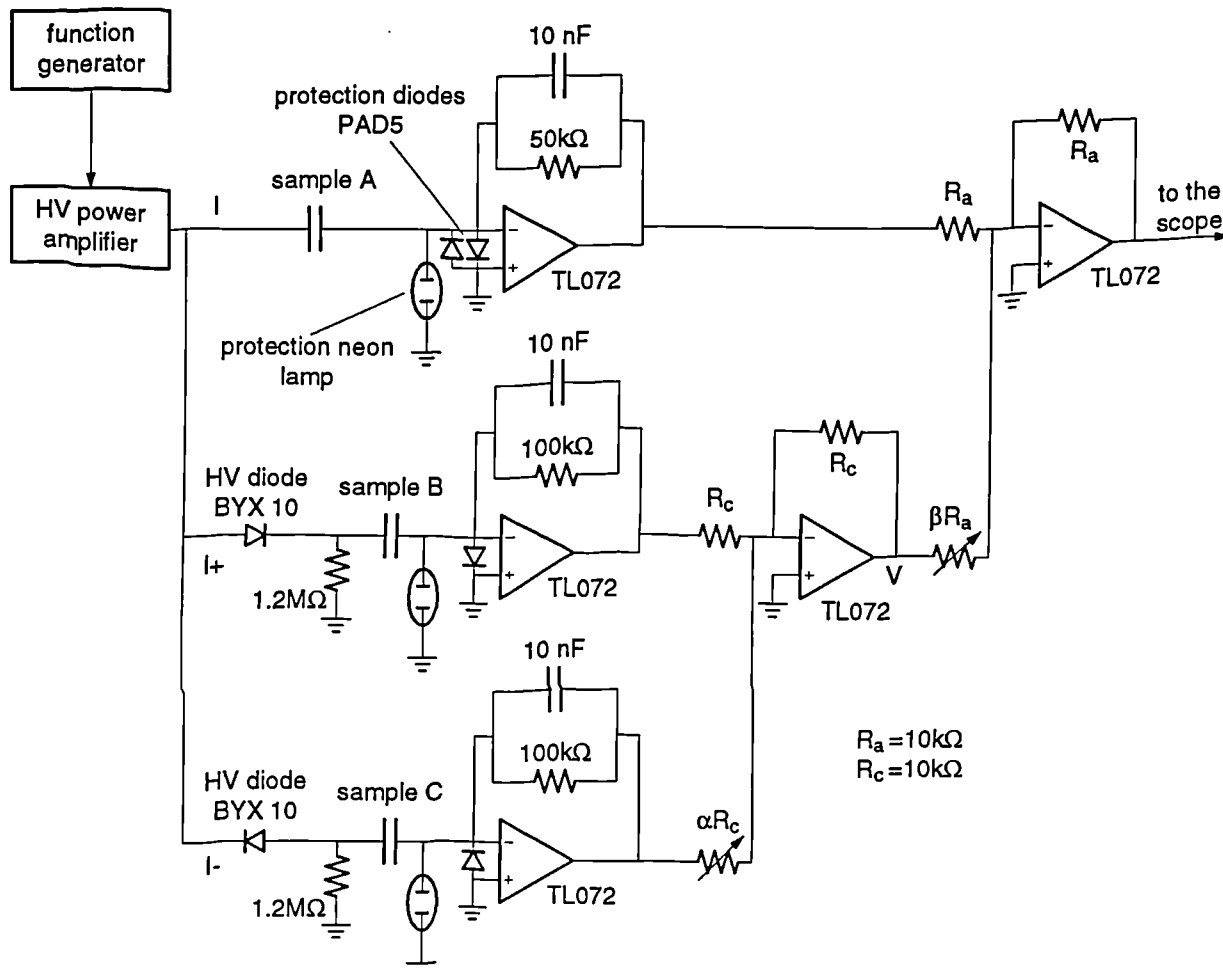 function
generator
HV power
amplifier
I
sample A
protection diodes
PAD5
10 nF
50kΩ
−
+
TL072
protection neon
lamp
Ra
Ra
−
+
TL072
to the
scope
HV diode
BYX 10
I+
1.2MΩ
sample B
10 nF
100kΩ
−
+
TL072
Rc
Rc
−
+
TL072
V
βRa
HV diode
BYX 10
I-
1.2MΩ
sample C
10 nF
100kΩ
−
+
TL072
αRc
Ra=10kΩ
Rc=10kΩ